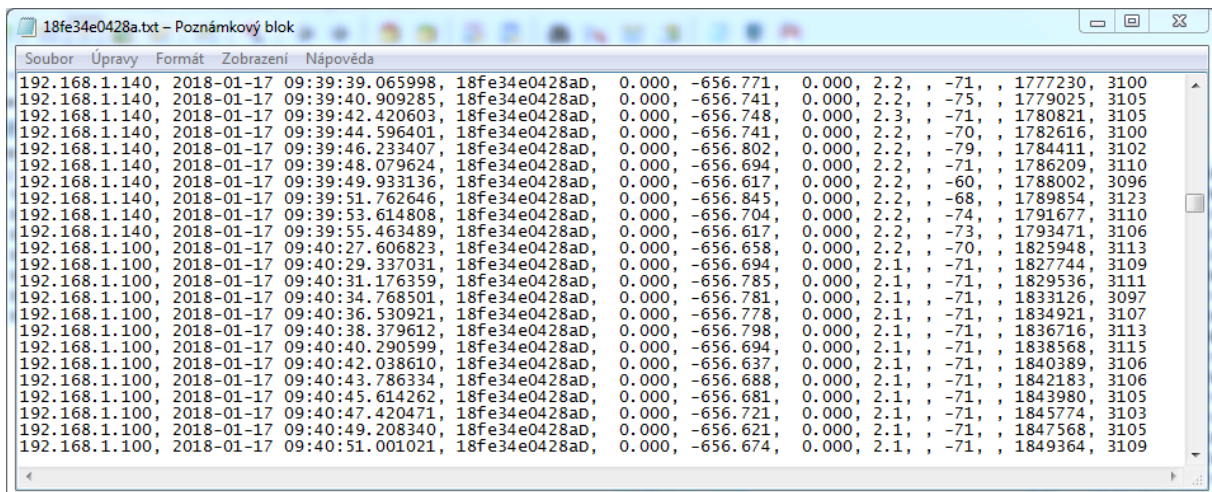 18fe34e0428a.txt – Poznámkový blok
Soubor Úpravy Formát Zobrazení Nápověda
192.168.1.140, 2018-01-17 09:39:39.065998, 18fe34e0428aD, 0.000, -656.771, 0.000, 2.2, , -71, , 1777230, 3100
192.168.1.140, 2018-01-17 09:39:40.909285, 18fe34e0428aD, 0.000, -656.741, 0.000, 2.2, , -75, , 1779025, 3105
192.168.1.140, 2018-01-17 09:39:42.420603, 18fe34e0428aD, 0.000, -656.748, 0.000, 2.3, , -71, , 1780821, 3105
192.168.1.140, 2018-01-17 09:39:44.596401, 18fe34e0428aD, 0.000, -656.741, 0.000, 2.2, , -70, , 1782616, 3100
192.168.1.140, 2018-01-17 09:39:46.233407, 18fe34e0428aD, 0.000, -656.802, 0.000, 2.2, , -79, , 1784411, 3102
192.168.1.140, 2018-01-17 09:39:48.079624, 18fe34e0428aD, 0.000, -656.694, 0.000, 2.2, , -71, , 1786209, 3110
192.168.1.140, 2018-01-17 09:39:49.933136, 18fe34e0428aD, 0.000, -656.617, 0.000, 2.2, , -60, , 1788002, 3096
192.168.1.140, 2018-01-17 09:39:51.762646, 18fe34e0428aD, 0.000, -656.845, 0.000, 2.2, , -68, , 1789854, 3123
192.168.1.140, 2018-01-17 09:39:53.614808, 18fe34e0428aD, 0.000, -656.704, 0.000, 2.2, , -74, , 1791677, 3110
192.168.1.140, 2018-01-17 09:39:55.463489, 18fe34e0428aD, 0.000, -656.617, 0.000, 2.2, , -73, , 1793471, 3106
192.168.1.100, 2018-01-17 09:40:27.606823, 18fe34e0428aD, 0.000, -656.658, 0.000, 2.2, , -70, , 1825948, 3113
192.168.1.100, 2018-01-17 09:40:29.337031, 18fe34e0428aD, 0.000, -656.694, 0.000, 2.1, , -71, , 1827744, 3109
192.168.1.100, 2018-01-17 09:40:31.176359, 18fe34e0428aD, 0.000, -656.785, 0.000, 2.1, , -71, , 1829536, 3111
192.168.1.100, 2018-01-17 09:40:34.768501, 18fe34e0428aD, 0.000, -656.781, 0.000, 2.1, , -71, , 1833126, 3097
192.168.1.100, 2018-01-17 09:40:36.530921, 18fe34e0428aD, 0.000, -656.778, 0.000, 2.1, , -71, , 1834921, 3107
192.168.1.100, 2018-01-17 09:40:38.379612, 18fe34e0428aD, 0.000, -656.798, 0.000, 2.1, , -71, , 1836716, 3113
192.168.1.100, 2018-01-17 09:40:40.290599, 18fe34e0428aD, 0.000, -656.694, 0.000, 2.1, , -71, , 1838568, 3115
192.168.1.100, 2018-01-17 09:40:42.038610, 18fe34e0428aD, 0.000, -656.637, 0.000, 2.1, , -71, , 1840389, 3106
192.168.1.100, 2018-01-17 09:40:43.786334, 18fe34e0428aD, 0.000, -656.688, 0.000, 2.1, , -71, , 1842183, 3106
192.168.1.100, 2018-01-17 09:40:45.614262, 18fe34e0428aD, 0.000, -656.681, 0.000, 2.1, , -71, , 1843980, 3105
192.168.1.100, 2018-01-17 09:40:47.420471, 18fe34e0428aD, 0.000, -656.721, 0.000, 2.1, , -71, , 1845774, 3103
192.168.1.100, 2018-01-17 09:40:49.208340, 18fe34e0428aD, 0.000, -656.621, 0.000, 2.1, , -71, , 1847568, 3105
192.168.1.100, 2018-01-17 09:40:51.001021, 18fe34e0428aD, 0.000, -656.674, 0.000, 2.1, , -71, , 1849364, 3109